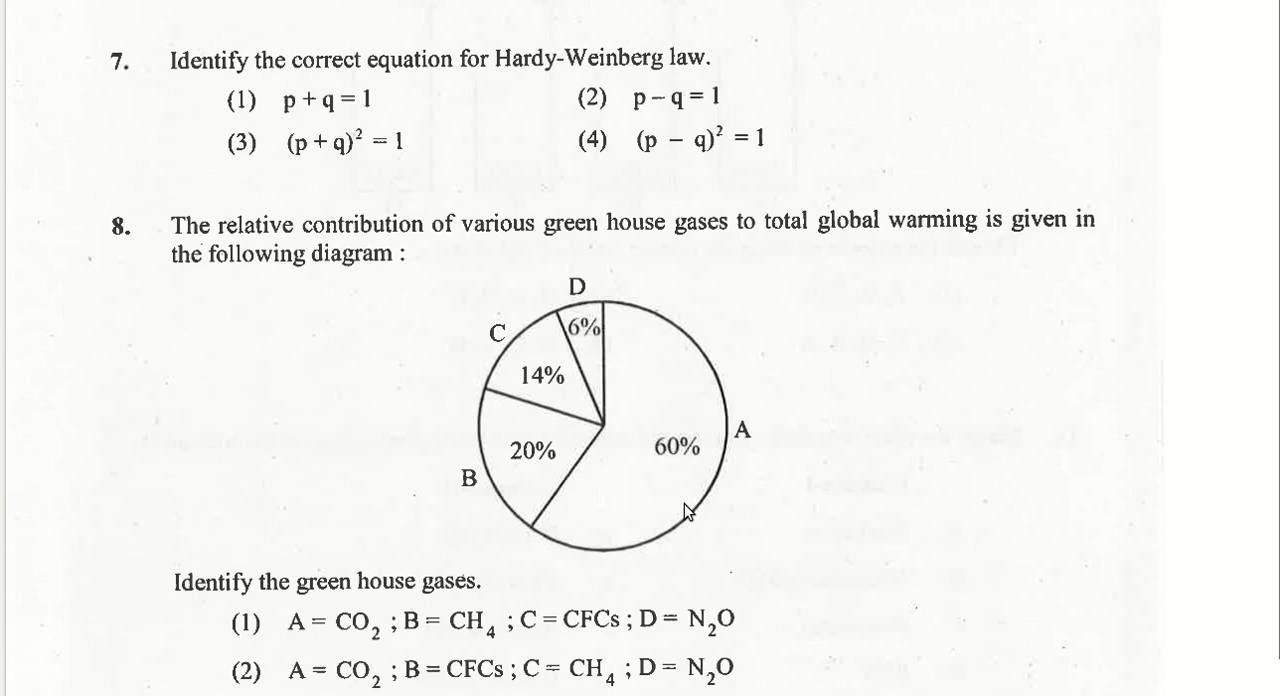 7. Identify the correct equation for Hardy-Weinberg law.
(1) p + q = 1 (2) p – q = 1
(3) (p + q)² = 1 (4) (p – q)² = 1
8. The relative contribution of various green house gases to total global warming is given in
the following diagram :
D
C 6%
14%
A
20% 60%
B
Identify the green house gases.
(1) A = CO₂ ; B = CH₄ ; C = CFCs ; D = N₂O
(2) A = CO₂ ; B = CFCs ; C = CH₄ ; D = N₂O